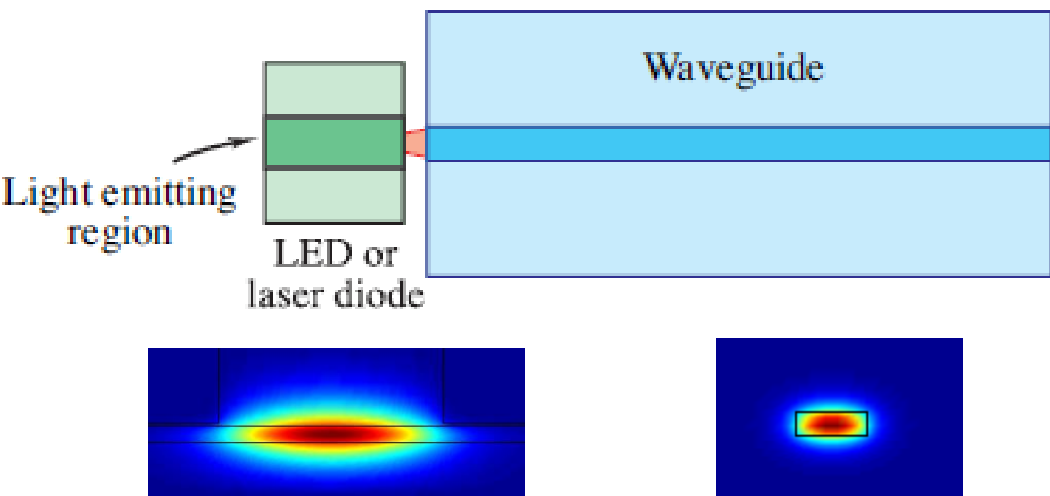 Waveguide
Light emitting
region
LED or
laser diode